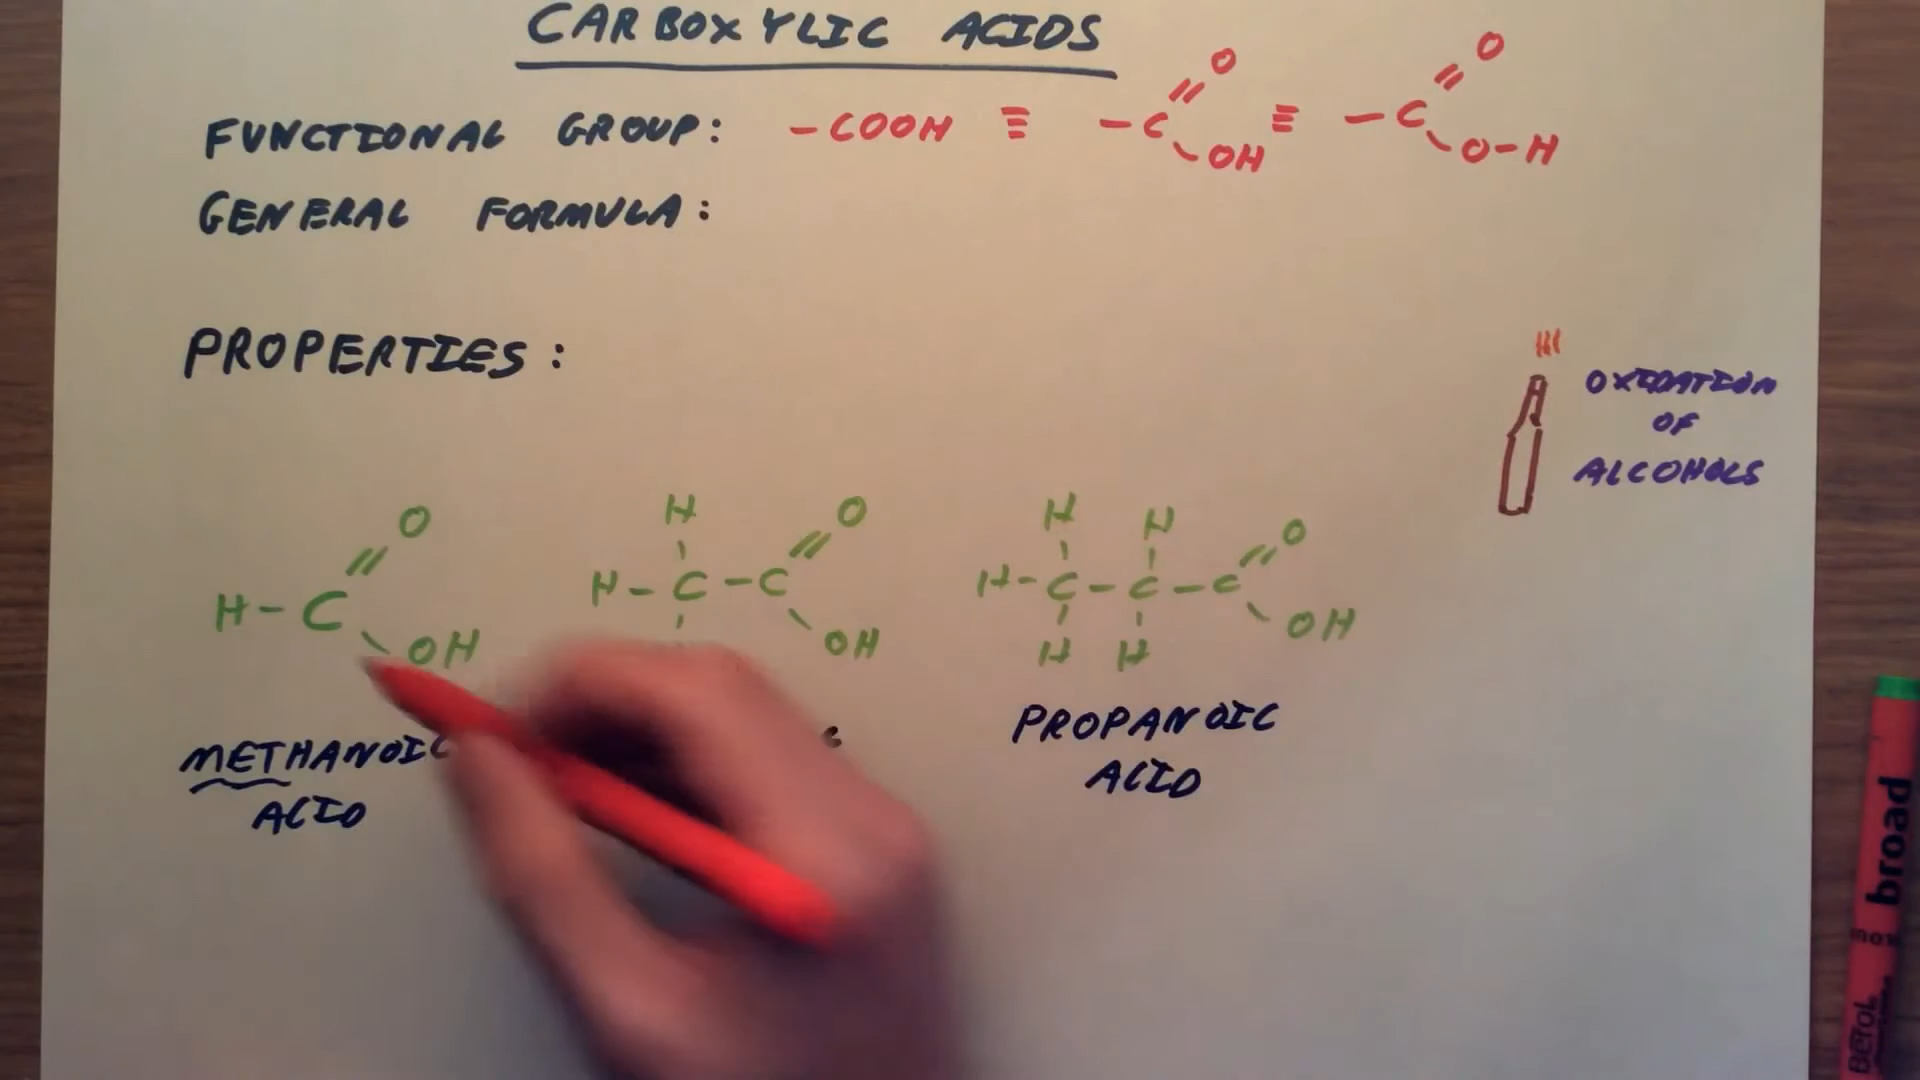 CARBOXYLIC ACIDS
FUNCTIONAL GROUP: -COOH ≡ -C=O OH ≡ -C=O O-H
GENERAL FORMULA:
PROPERTIES:
OXIDATION
OF
ALCOHOLS
O H O H H O
H-C H-C-C H-C-C-C
OH OH H H OH
METHANOIC
ACID
PROPANOIC
ACID
broad
BEROL